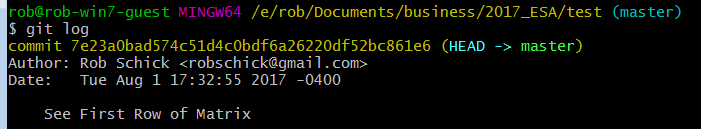 rob@rob-win7-guest MINGW64 /e/rob/Documents/business/2017_ESA/test (master)
$ git log
commit 7e23a0bad574c51d4c0bdf6a26220df52bc861e6 (HEAD -> master)
Author: Rob Schick <robschick@gmail.com>
Date:   Tue Aug 1 17:32:55 2017 -0400

    See First Row of Matrix